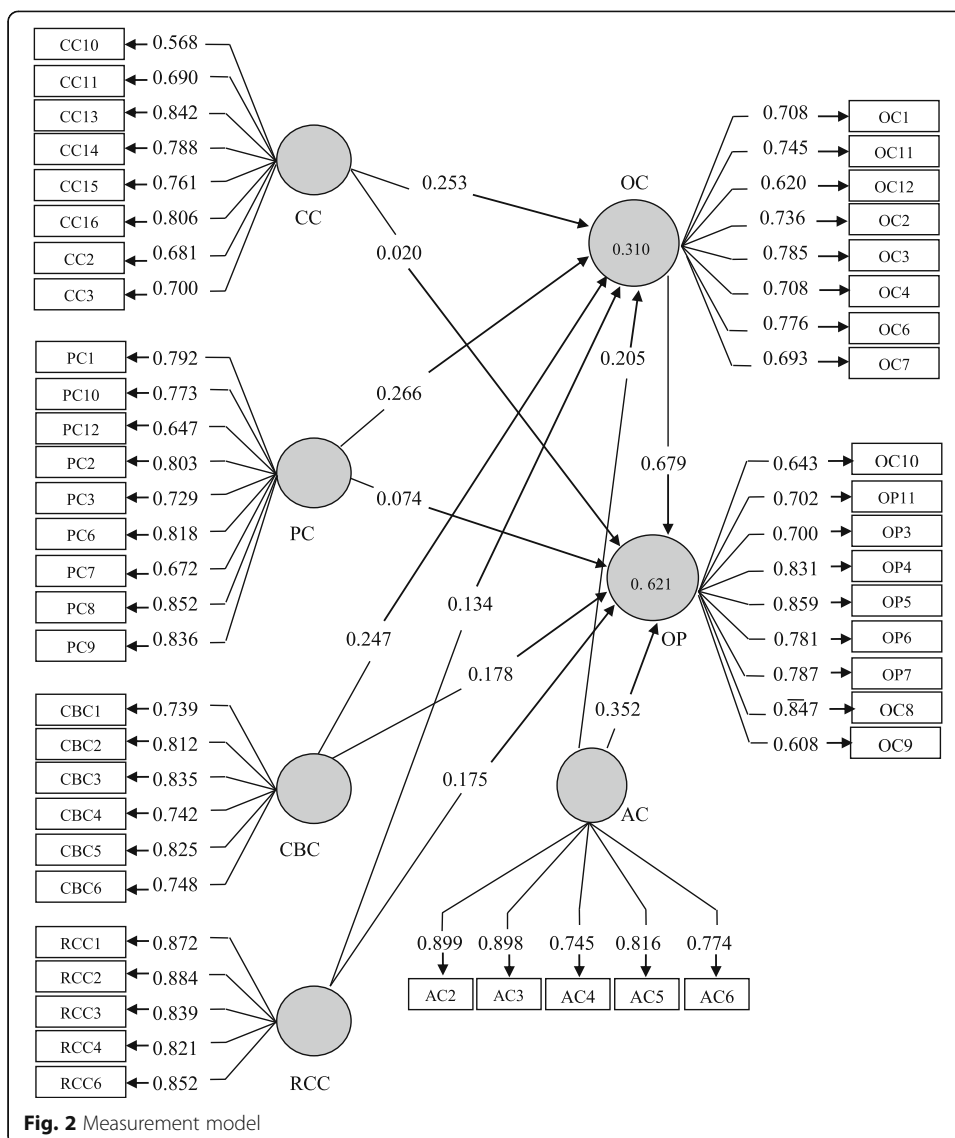 CC10 0.568
CC11 0.690
CC13 0.842
CC14 0.788
CC15 0.761
CC16 0.806
CC2 0.681
CC3 0.700
CC
PC1 0.792
PC10 0.773
PC12 0.647
PC2 0.803
PC3 0.729
PC6 0.818
PC7 0.672
PC8 0.852
PC9 0.836
PC
CBC1 0.739
CBC2 0.812
CBC3 0.835
CBC4 0.742
CBC5 0.825
CBC6 0.748
CBC
RCC1 0.872
RCC2 0.884
RCC3 0.839
RCC4 0.821
RCC6 0.852
RCC
0.253
0.020
0.266
0.074
0.247
0.134
0.178
0.175
0.205
0.679
0.352
OC
0.310
0.708 OC1
0.745 OC11
0.620 OC12
0.736 OC2
0.785 OC3
0.708 OC4
0.776 OC6
0.693 OC7
0. 621
OP
0.643 OC10
0.702 OP11
0.700 OP3
0.831 OP4
0.859 OP5
0.781 OP6
0.787 OP7
0.847 OC8
0.608 OC9
AC
0.899 0.898 0.745 0.816 0.774
AC2 AC3 AC4 AC5 AC6
Fig. 2 Measurement model